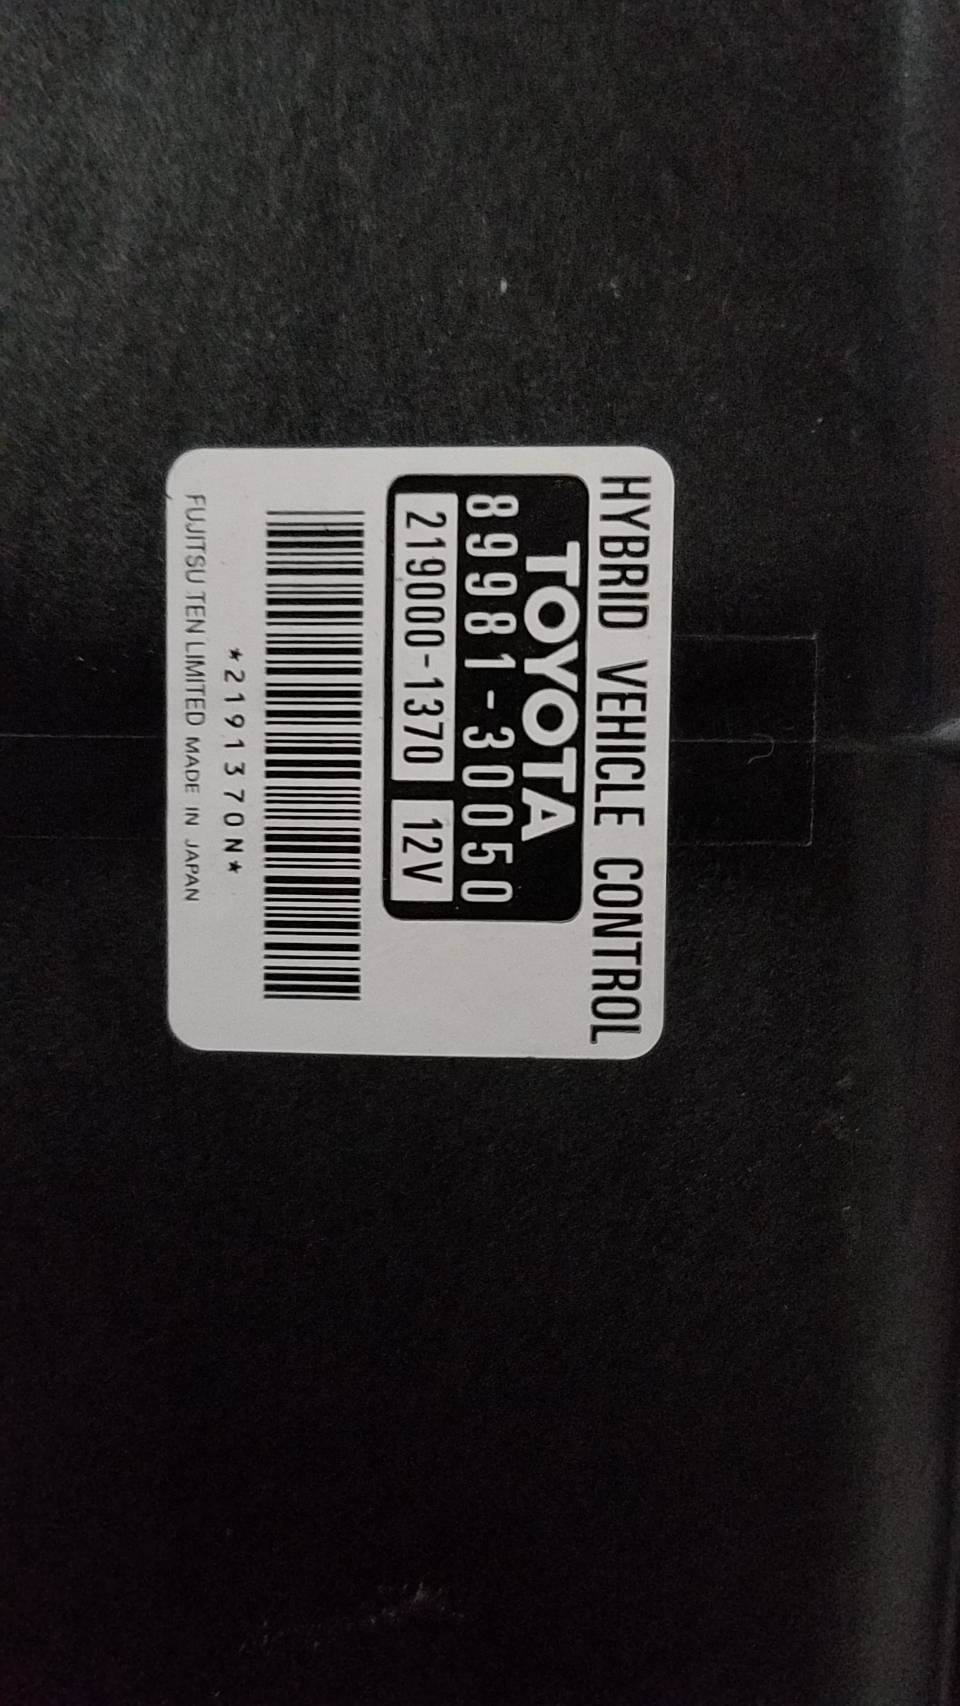 HYBRID VEHICLE CONTROL
TOYOTA
89981-30050
219000-1370 12V
*2191370N*
FUJITSU TEN LIMITED MADE IN JAPAN